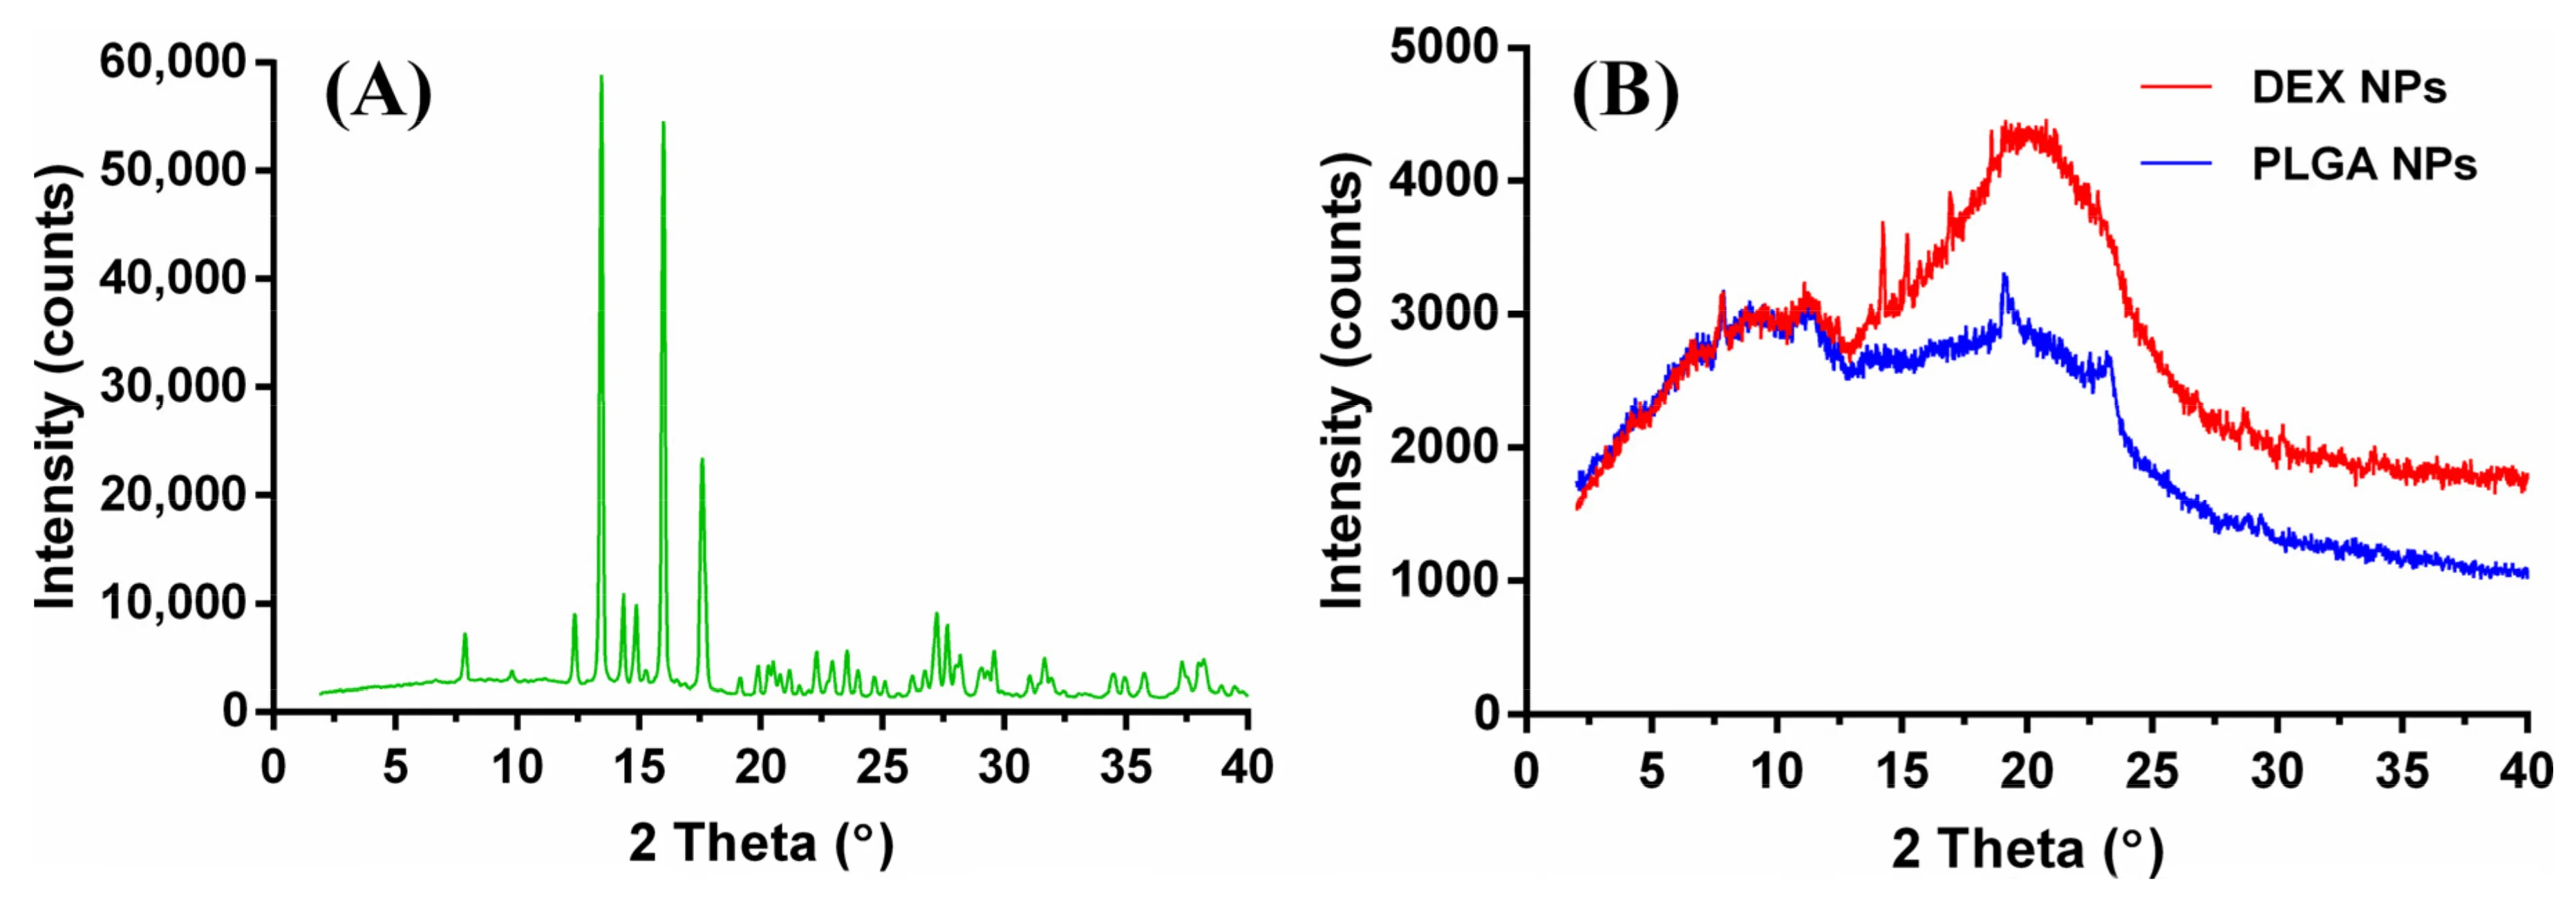 (A)
60,000
50,000
40,000
30,000
20,000
10,000
0
Intensity (counts)
0 5 10 15 20 25 30 35 40
2 Theta (°)
(B)
DEX NPs
PLGA NPs
5000
4000
3000
2000
1000
0
Intensity (counts)
0 5 10 15 20 25 30 35 40
2 Theta (°)